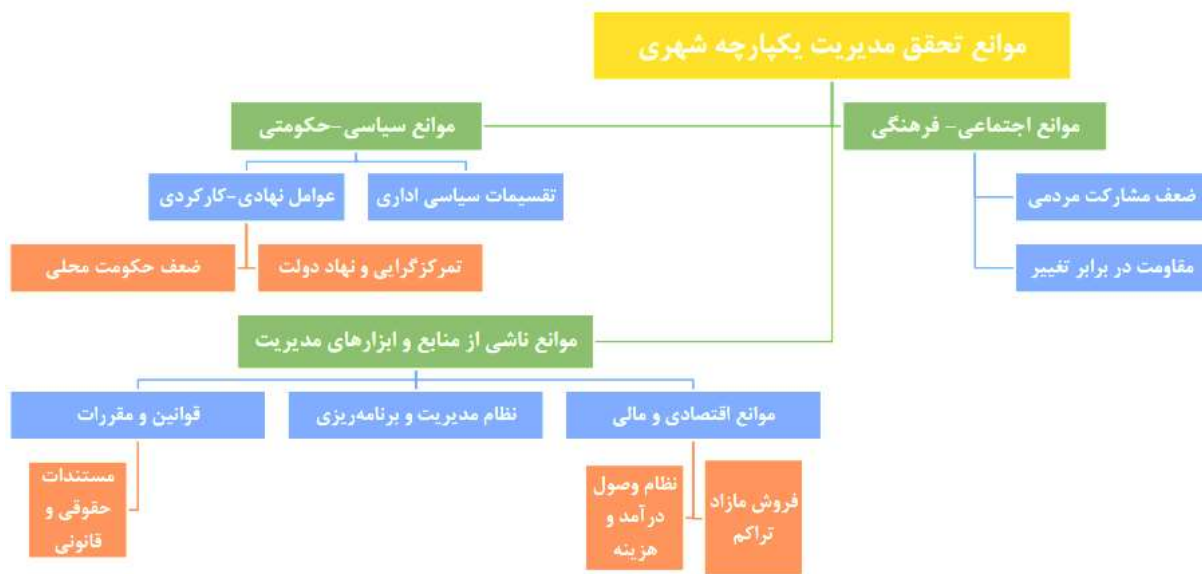 موانع تحقق مدیریت یکپارچه شهری
موانع اجتماعی- فرهنگی
موانع سیاسی-حکومتی
ضعف مشارکت مردمی
تقسیمات سیاسی اداری
عوامل نهادی-کارکردی
مقاومت در برابر تغییر
تمرکزگرایی و نهاد دولت
ضعف حکومت محلی
موانع ناشی از منابع و ابزارهای مدیریت
موانع اقتصادی و مالی
نظام مدیریت و برنامه‌ریزی
قوانین و مقررات
فروش مازاد
تراکم
نظام وصول
درآمد و
هزینه
مستندات
حقوقی و
قانونی